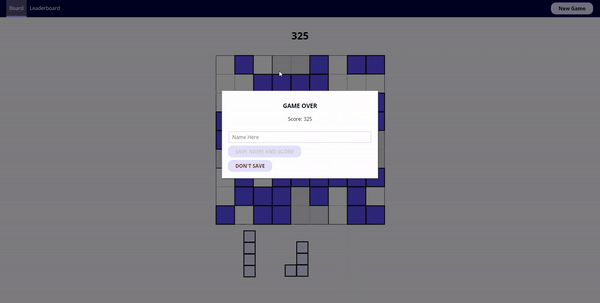 Board Leaderboard New Game
325
GAME OVER
Score: 325
Name Here
SAVE NAME AND SCORE
DON'T SAVE